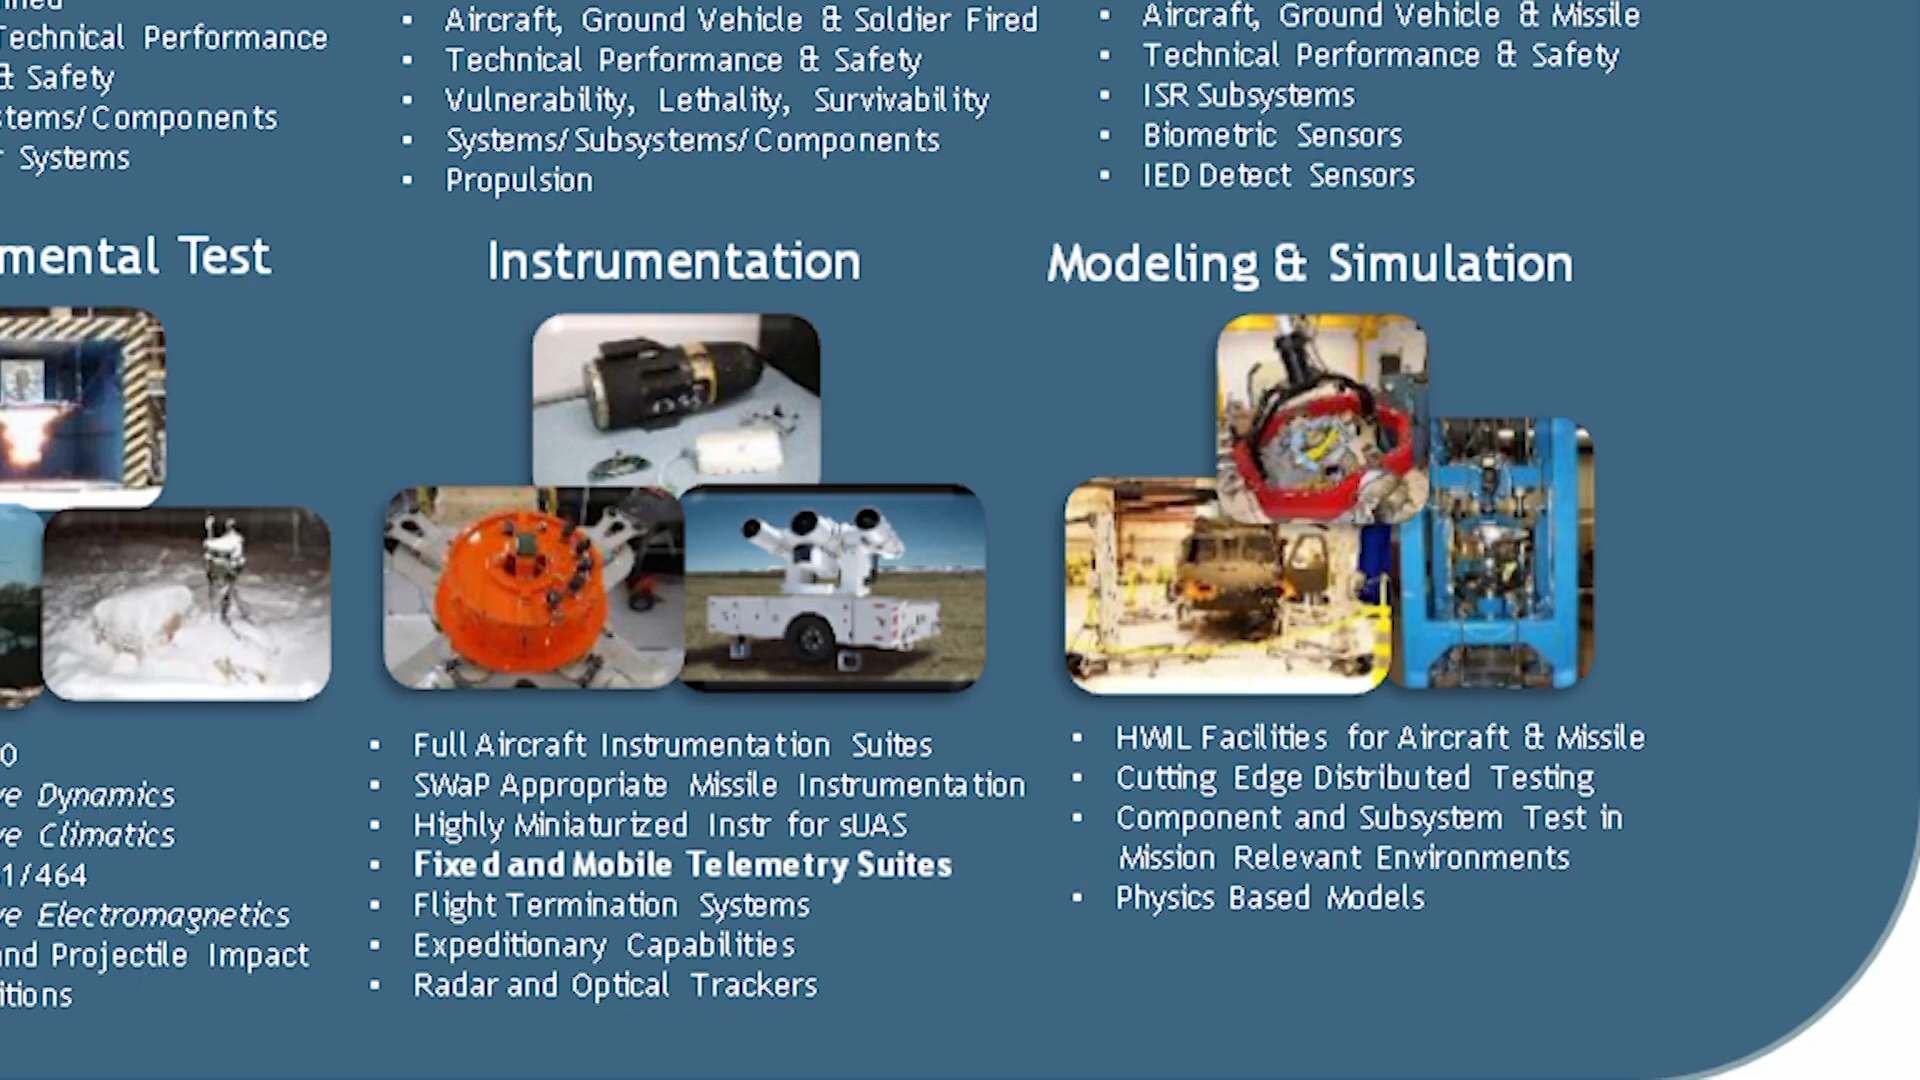 Technical Performance
& Safety
Systems
Aircraft, Ground Vehicle & Soldier Fired
Technical Performance & Safety
Vulnerability, Lethality, Survivability
Systems/Subsystems/Components
Propulsion
Aircraft, Ground Vehicle & Missile
Technical Performance & Safety
ISR Subsystems
Biometric Sensors
IED Detect Sensors
mental Test
ve Dynamics
ve Climatics
1/464
ve Electromagnetics
and Projectile Impact
itions
Instrumentation
Full Aircraft Instrumentation Suites
SWaP Appropriate Missile Instrumentation
Highly Miniaturized Instr for sUAS
Fixed and Mobile Telemetry Suites
Flight Termination Systems
Expeditionary Capabilities
Radar and Optical Trackers
Modeling & Simulation
HWIL Facilities for Aircraft & Missile
Cutting Edge Distributed Testing
Component and Subsystem Test in
Mission Relevant Environments
Physics Based Models